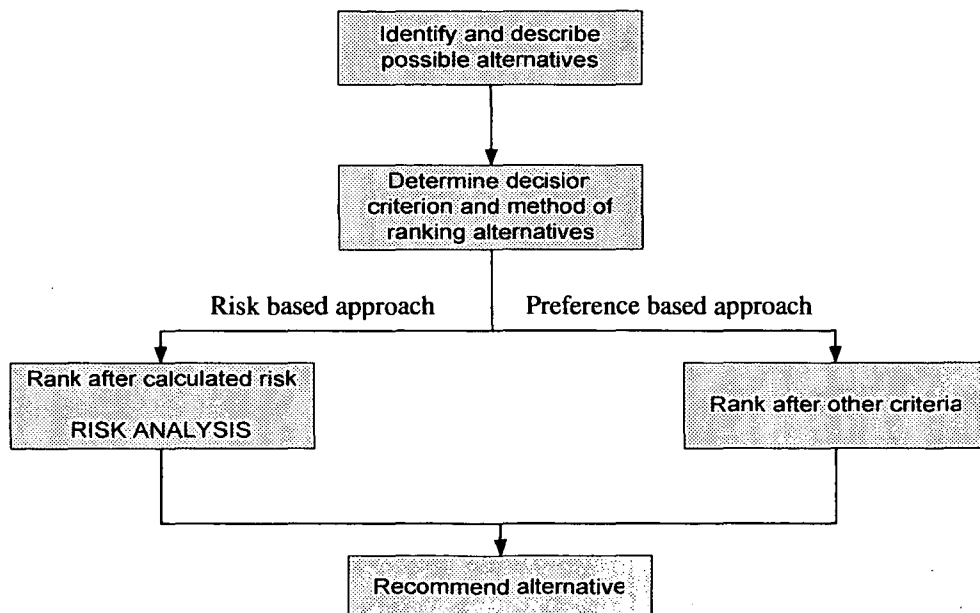 Identify and describe
possible alternatives
Determine decisior
criterion and method of
ranking alternatives
Risk based approach
Preference based approach
Rank after calculated risk
RISK ANALYSIS
Rank after other criteria
Recommend alternative